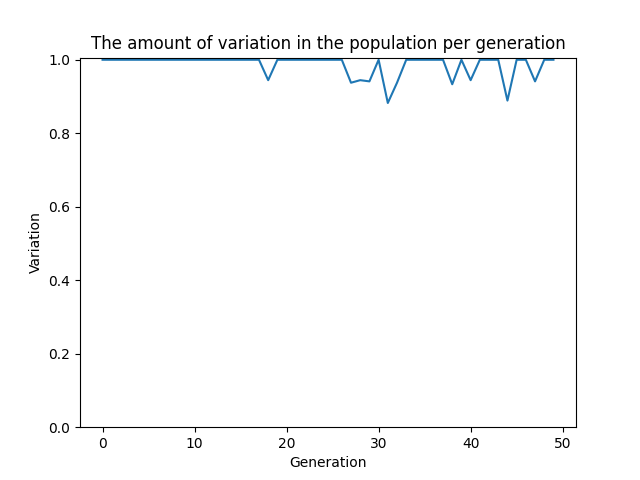 The amount of variation in the population per generation
1.0
0.8
0.6
0.4
0.2
0.0
Variation
0 10 20 30 40 50
Generation